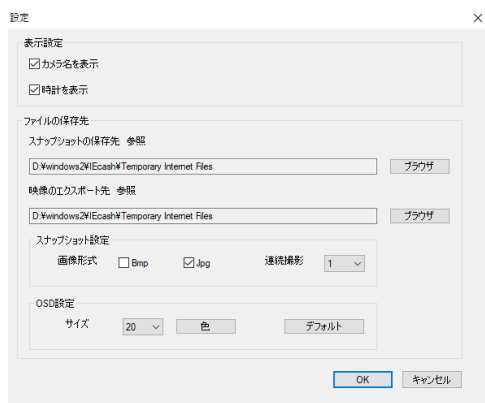 設定
表示設定
カメラ名を表示
時計を表示
ファイルの保存先
スナップショットの保存先 参照
D:¥windows2¥IEcash¥Temporary Internet Files ブラウザ
映像のエクスポート先 参照
D:¥windows2¥IEcash¥Temporary Internet Files ブラウザ
スナップショット設定
画像形式 Bmp Jpg 連続撮影 1
OSD設定
サイズ 20 色 デフォルト
OK キャンセル